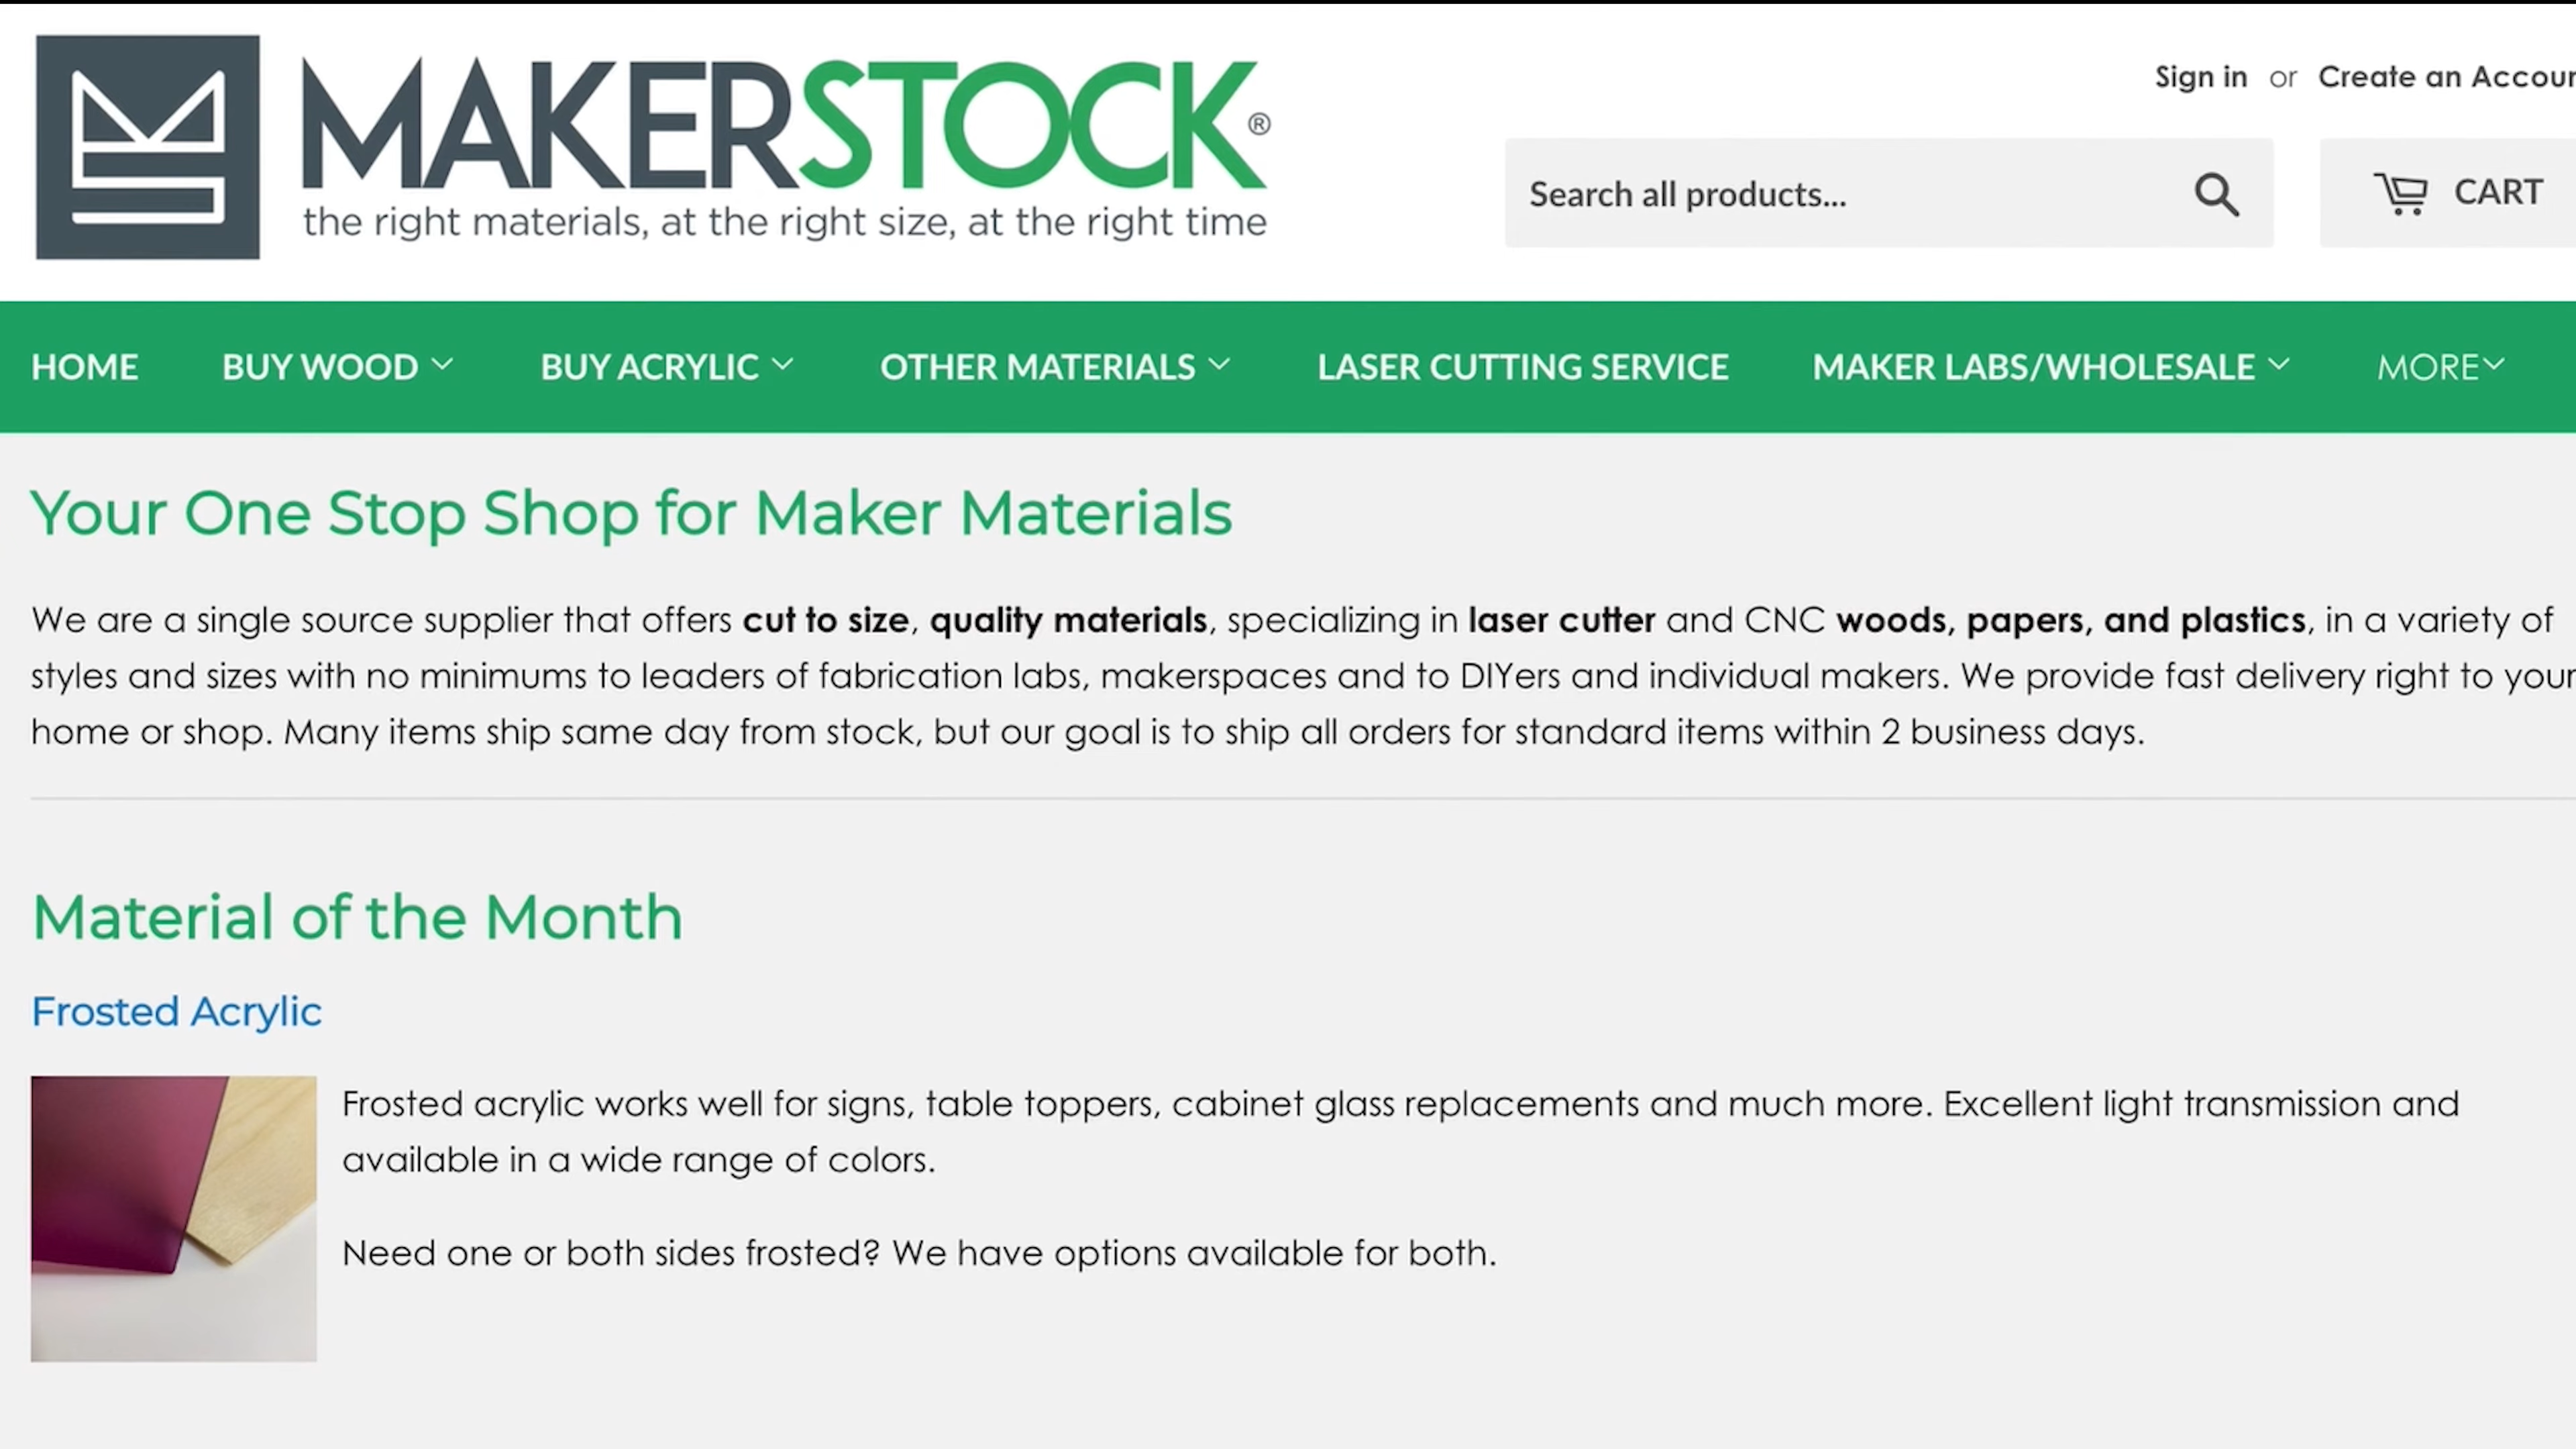 MAKERSTOCK®
the right materials, at the right size, at the right time
Sign in or Create an Accour
Search all products...
CART
HOME
BUY WOOD
BUY ACRYLIC
OTHER MATERIALS
LASER CUTTING SERVICE
MAKER LABS/WHOLESALE
MORE
Your One Stop Shop for Maker Materials
We are a single source supplier that offers cut to size, quality materials, specializing in laser cutter and CNC woods, papers, and plastics, in a variety of
styles and sizes with no minimums to leaders of fabrication labs, makerspaces and to DIYers and individual makers. We provide fast delivery right to your
home or shop. Many items ship same day from stock, but our goal is to ship all orders for standard items within 2 business days.
Material of the Month
Frosted Acrylic
Frosted acrylic works well for signs, table toppers, cabinet glass replacements and much more. Excellent light transmission and
available in a wide range of colors.
Need one or both sides frosted? We have options available for both.